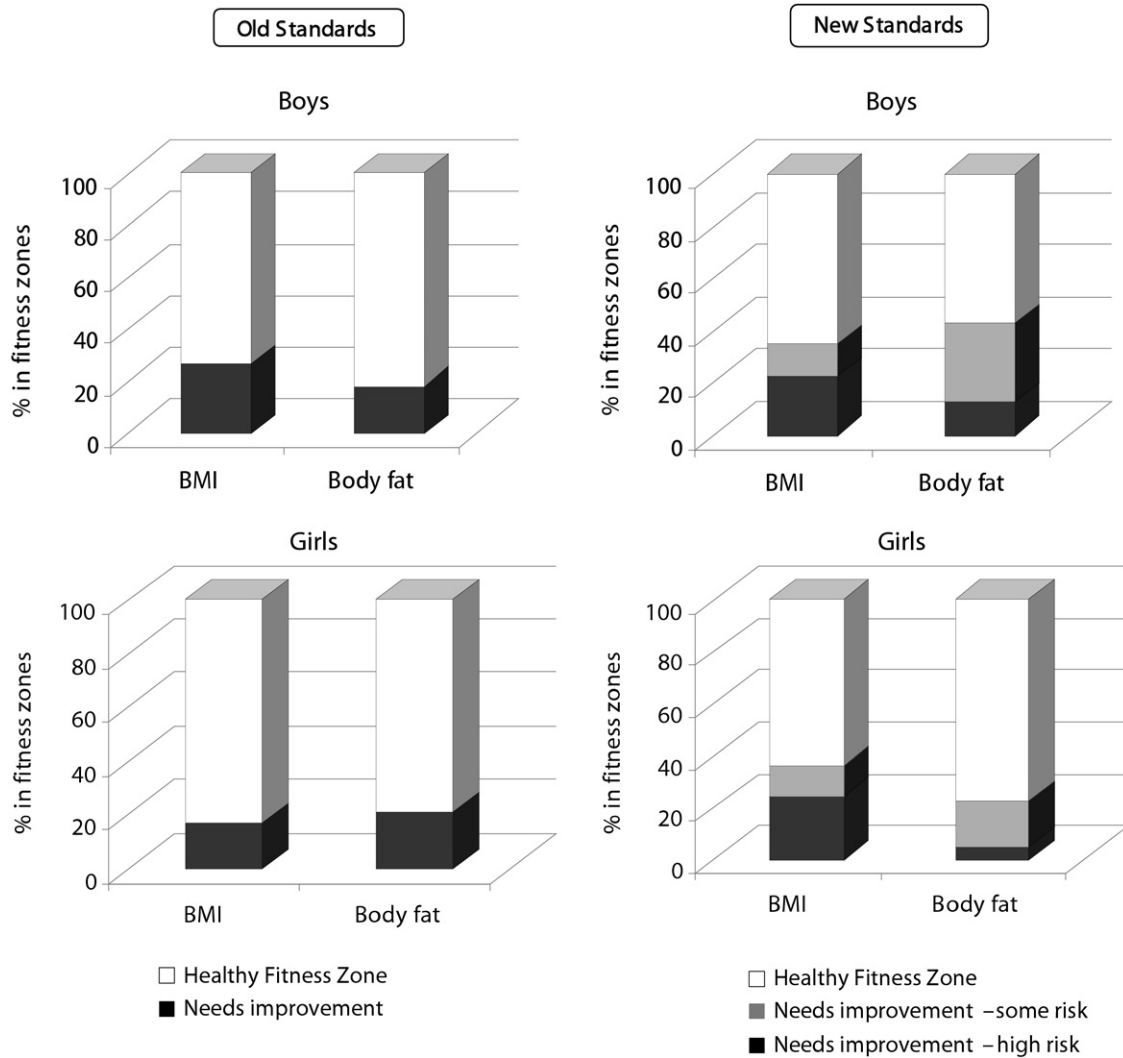 Old Standards
New Standards
Boys
100
80
60
40
20
0
% in fitness zones
BMI
Body fat
Boys
100
80
60
40
20
0
% in fitness zones
BMI
Body fat
Girls
100
80
60
40
20
0
% in fitness zones
BMI
Body fat
Girls
100
80
60
40
20
0
% in fitness zones
BMI
Body fat
Healthy Fitness Zone
Needs improvement
Healthy Fitness Zone
Needs improvement –some risk
Needs improvement –high risk